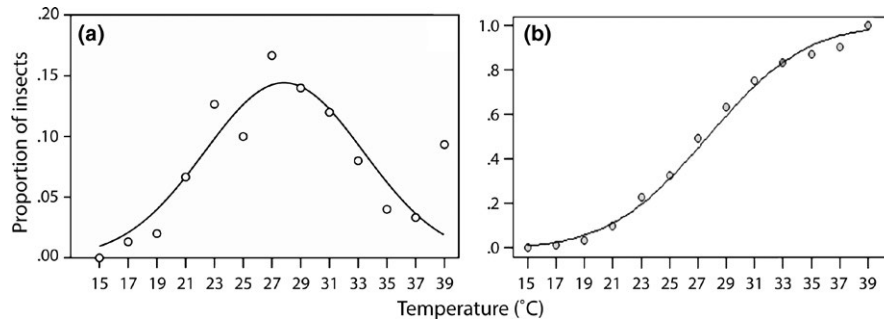 (a)
.20
.15
.10
.05
.00
Proportion of insects
15 17 19 21 23 25 27 29 31 33 35 37 39
(b)
1.0
.8
.6
.4
.2
.0
15 17 19 21 23 25 27 29 31 33 35 37 39
Temperature (˚C)